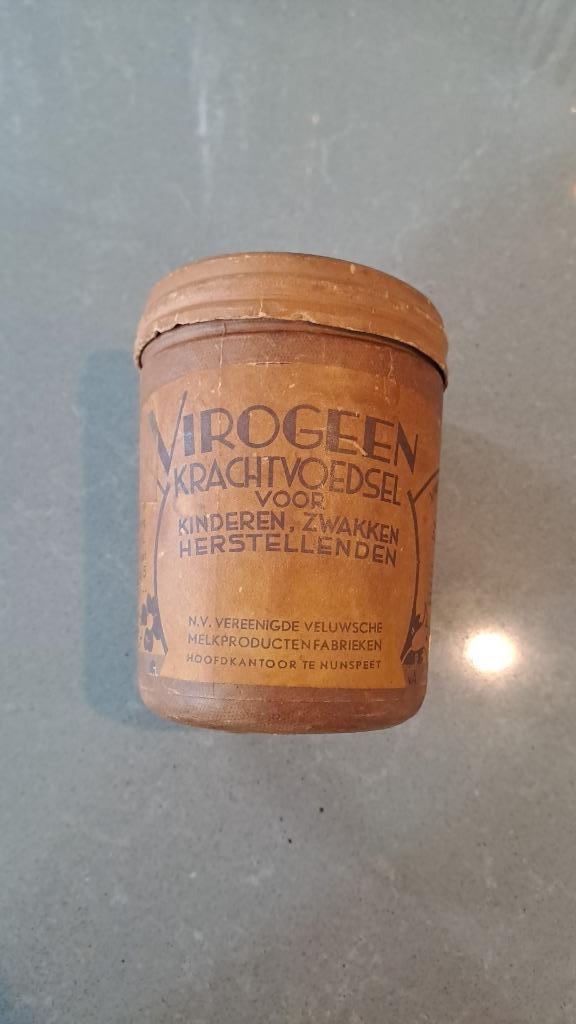 VIROGEEN
KRACHTVOEDSEL
VOOR
KINDEREN, ZWAKKEN
HERSTELLENDEN
N.V. VEREENIGDE VELUWSCHE
MELKPRODUCTENFABRIEKEN
HOOFDKANTOOR TE NUNSPEET